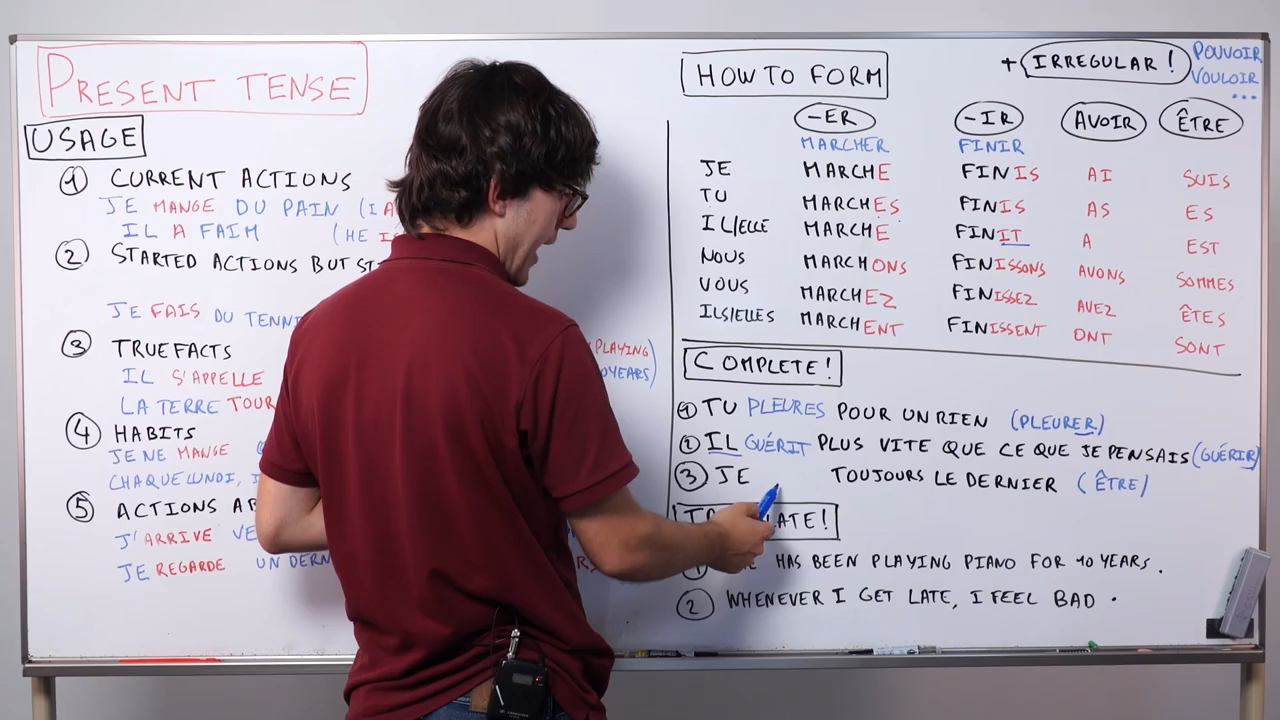 PRESENT TENSE
USAGE
1 CURRENT ACTIONS
JE MANGE DU PAIN (I A
IL A FAIM (HE IS
2 STARTED ACTIONS BUT ST
JE FAIS DU TENNI
PLAYING
YEARS)
3 TRUE FACTS
IL S'APPELLE
LA TERRE TOUR
4 HABITS
JE NE MANGE
CHAQUE LUNDI, J
5 ACTIONS AB
J'ARRIVE VE
JE REGARDE UN DERN
HOW TO FORM
+ IRREGULAR! POUVOIR
VOULOIR
...
-ER -IR AVOIR ÊTRE
MARCHER FINIR
JE MARCHE FINIS AI SUIS
TU MARCHES FINIS AS ES
IL/ELLE MARCHE FINIT A EST
NOUS MARCHONS FINISSONS AVONS SOMMES
VOUS MARCHEZ FINISSEZ AVEZ ÊTES
ILS/ELLES MARCHENT FINISSENT ONT SONT
COMPLETE!
1 TU PLEURES POUR UN RIEN (PLEURER)
2 IL GUÉRIT PLUS VITE QUE CE QUE JE PENSAIS (GUÉRIR)
3 JE TOUJOURS LE DERNIER (ÊTRE)
LATE!
HAS BEEN PLAYING PIANO FOR 10 YEARS.
2 WHENEVER I GET LATE, I FEEL BAD.